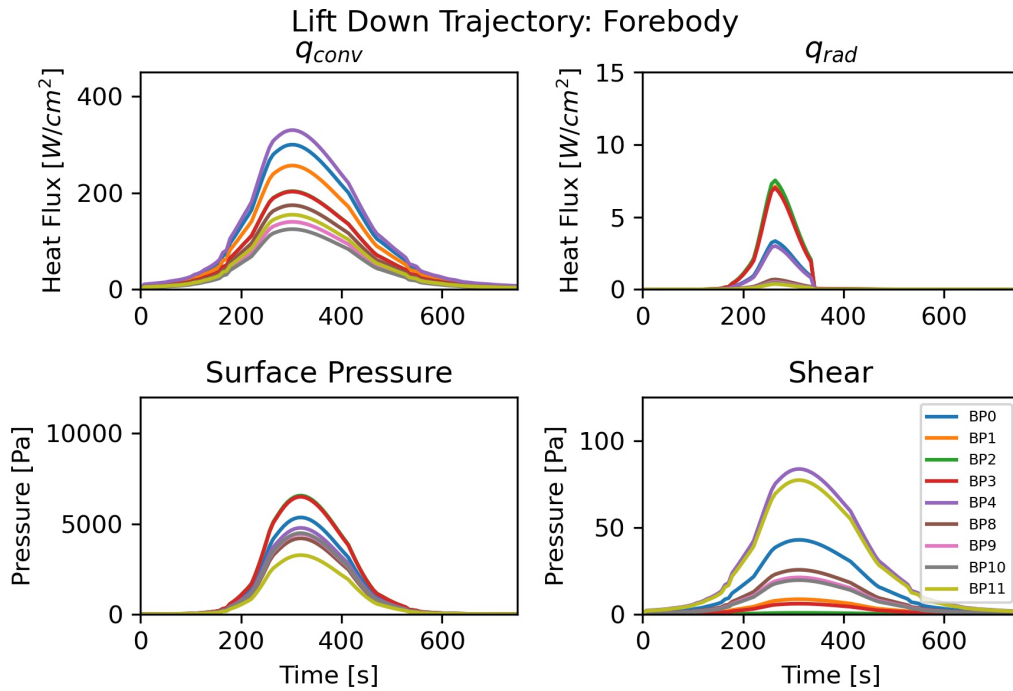 Lift Down Trajectory: Forebody
q_conv
q_rad
Heat Flux [W/cm²]
400
200
0
0 200 400 600
Heat Flux [W/cm²]
15
10
5
0
0 200 400 600
Surface Pressure
Shear
Pressure [Pa]
10000
5000
0
0 200 400 600
Time [s]
Pressure [Pa]
100
50
0
0 200 400 600
Time [s]
BP0
BP1
BP2
BP3
BP4
BP8
BP9
BP10
BP11